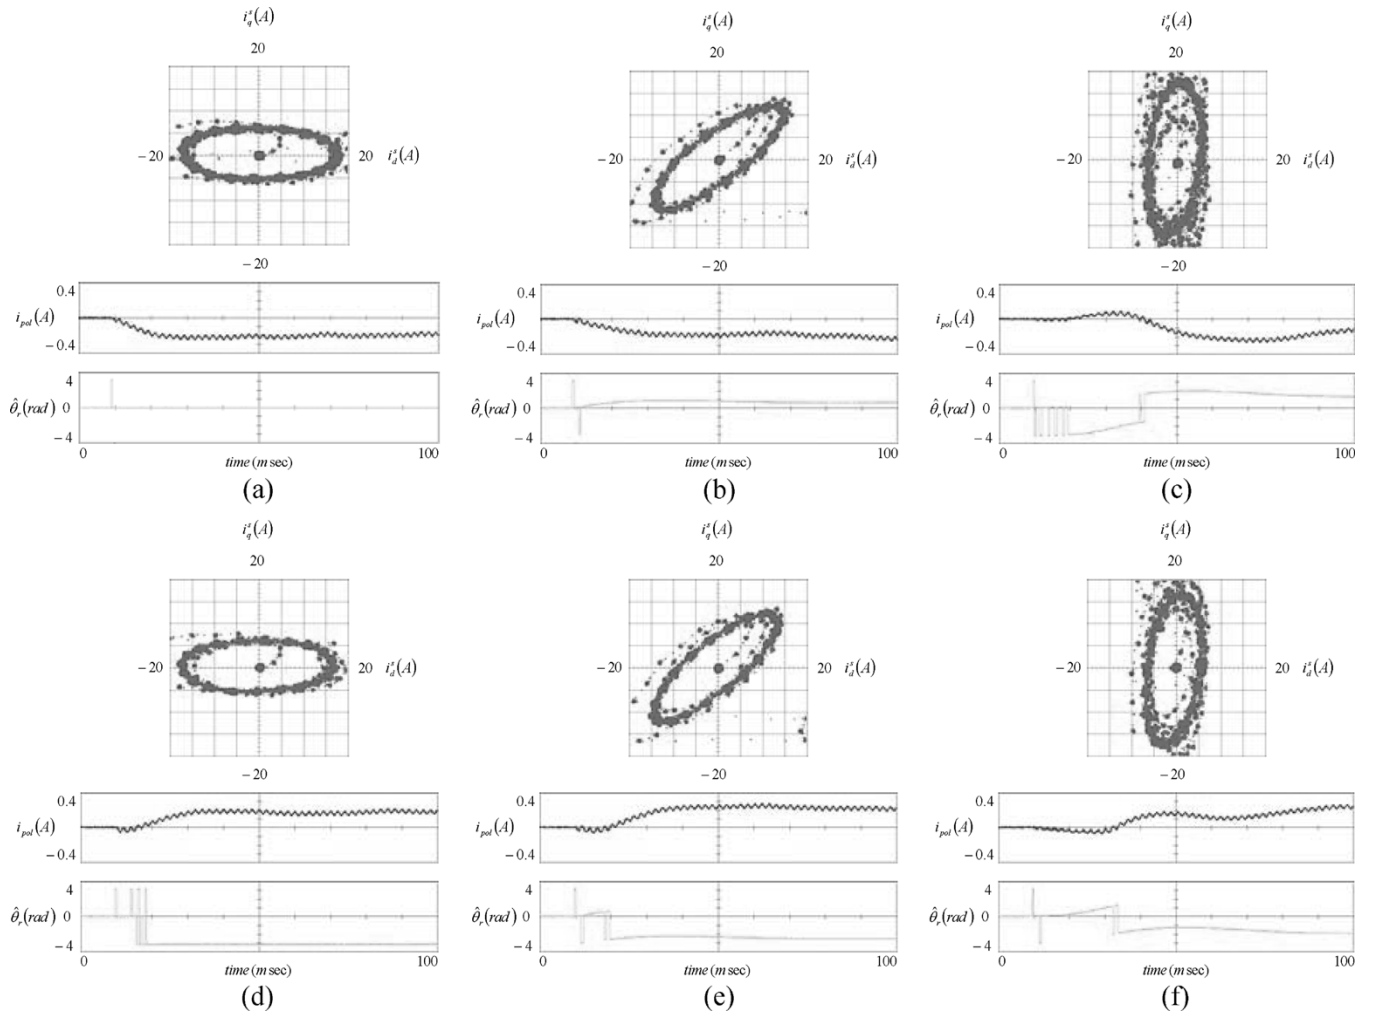 i_q^s(A)
20
−20
20 i_d^s(A)
−20
0.4
i_pol(A)
−0.4
4
θ̂_r(rad) 0
−4
0
100
time(msec)
(a)
i_q^s(A)
20
−20
20 i_d^s(A)
−20
0.4
i_pol(A)
−0.4
4
θ̂_r(rad) 0
−4
0
100
time(msec)
(b)
i_q^s(A)
20
−20
20 i_d^s(A)
−20
0.4
i_pol(A)
−0.4
4
θ̂_r(rad) 0
−4
0
100
time(msec)
(c)
i_q^s(A)
20
−20
20 i_d^s(A)
−20
0.4
i_pol(A)
−0.4
4
θ̂_r(rad) 0
−4
0
100
time(msec)
(d)
i_q^s(A)
20
−20
20 i_d^s(A)
−20
0.4
i_pol(A)
−0.4
4
θ̂_r(rad) 0
−4
0
100
time(msec)
(e)
i_q^s(A)
20
−20
20 i_d^s(A)
−20
0.4
i_pol(A)
−0.4
4
θ̂_r(rad) 0
−4
0
100
time(msec)
(f)